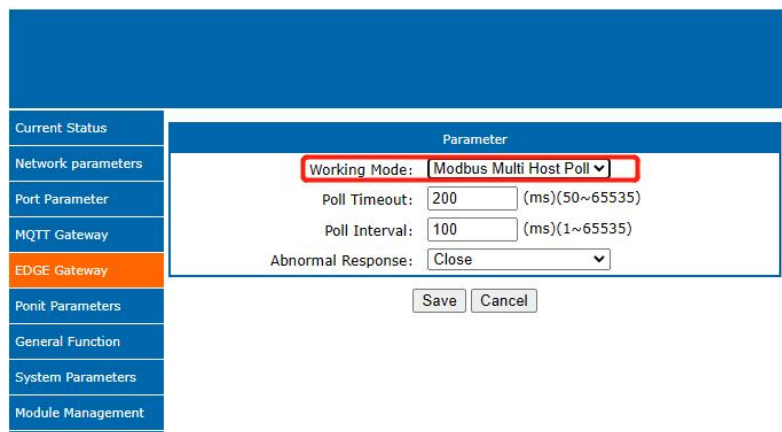 Current Status
Network parameters
Port Parameter
MQTT Gateway
EDGE Gateway
Ponit Parameters
General Function
System Parameters
Module Management
Parameter
Working Mode: Modbus Multi Host Poll
Poll Timeout: 200 (ms)(50~65535)
Poll Interval: 100 (ms)(1~65535)
Abnormal Response: Close
Save Cancel